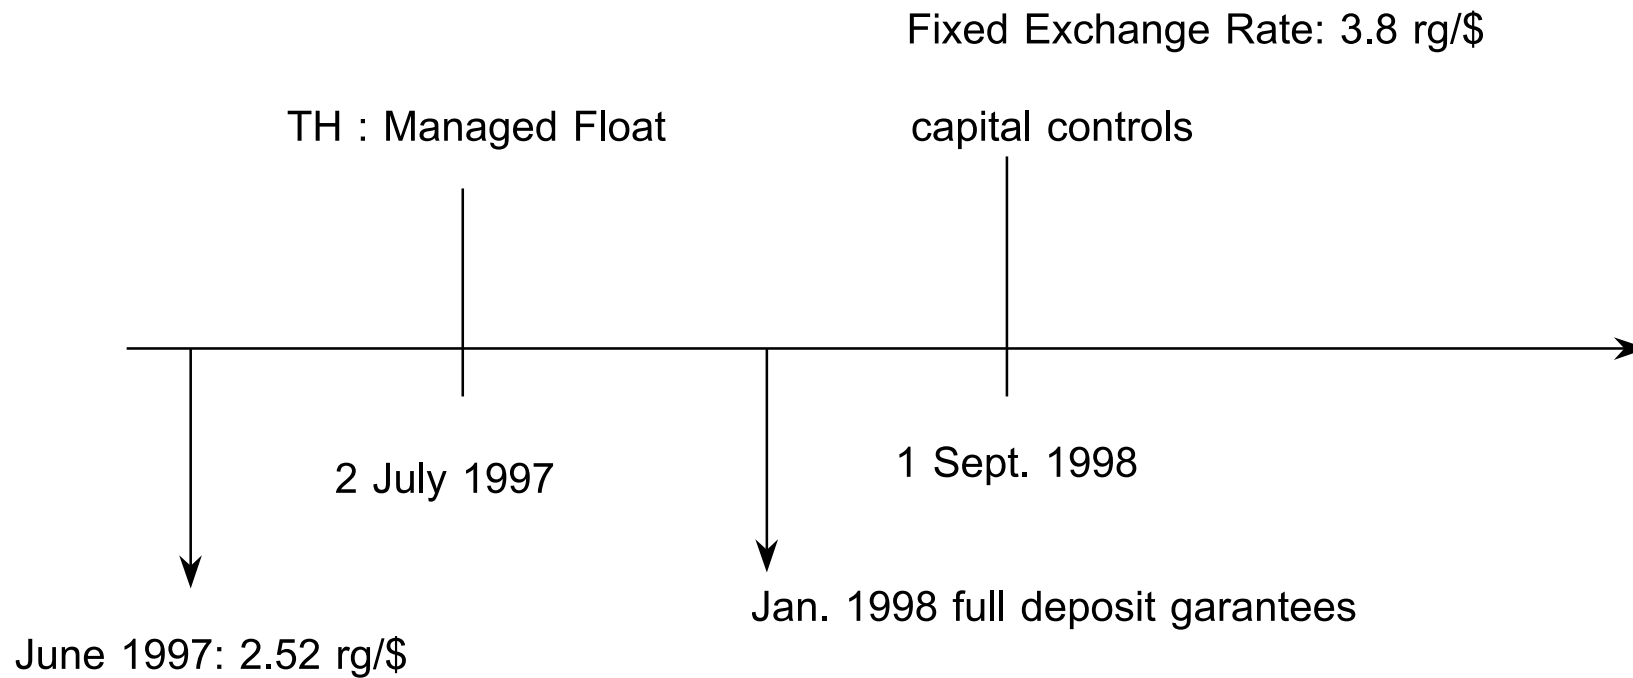 Fixed Exchange Rate: 3.8 rg/$
TH : Managed Float
capital controls
2 July 1997
1 Sept. 1998
Jan. 1998 full deposit garantees
June 1997: 2.52 rg/$